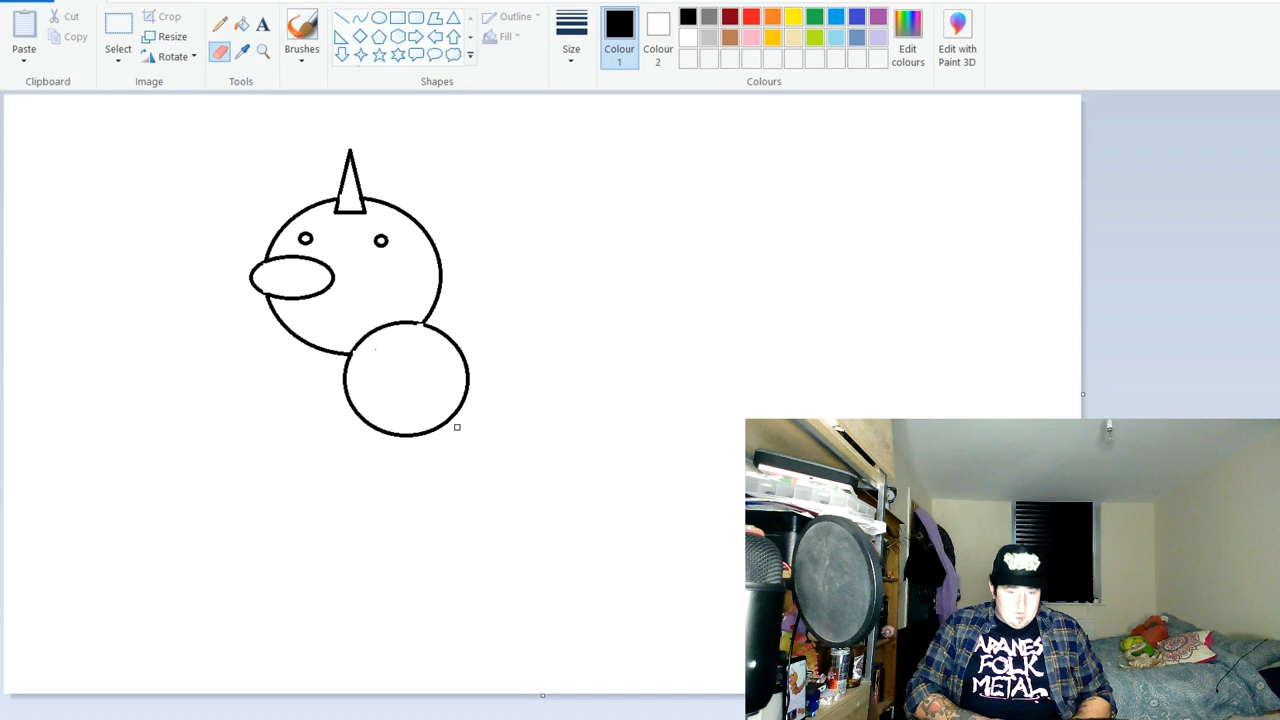 Paste
Cut
Copy
Clipboard
Select
Crop
Resize
Rotate
Image
A
Tools
Brushes
Shapes
Outline
Fill
Size
Colour
1
Colour
2
Edit
colours
Colours
Edit with
Paint 3D
FOLK
METAL